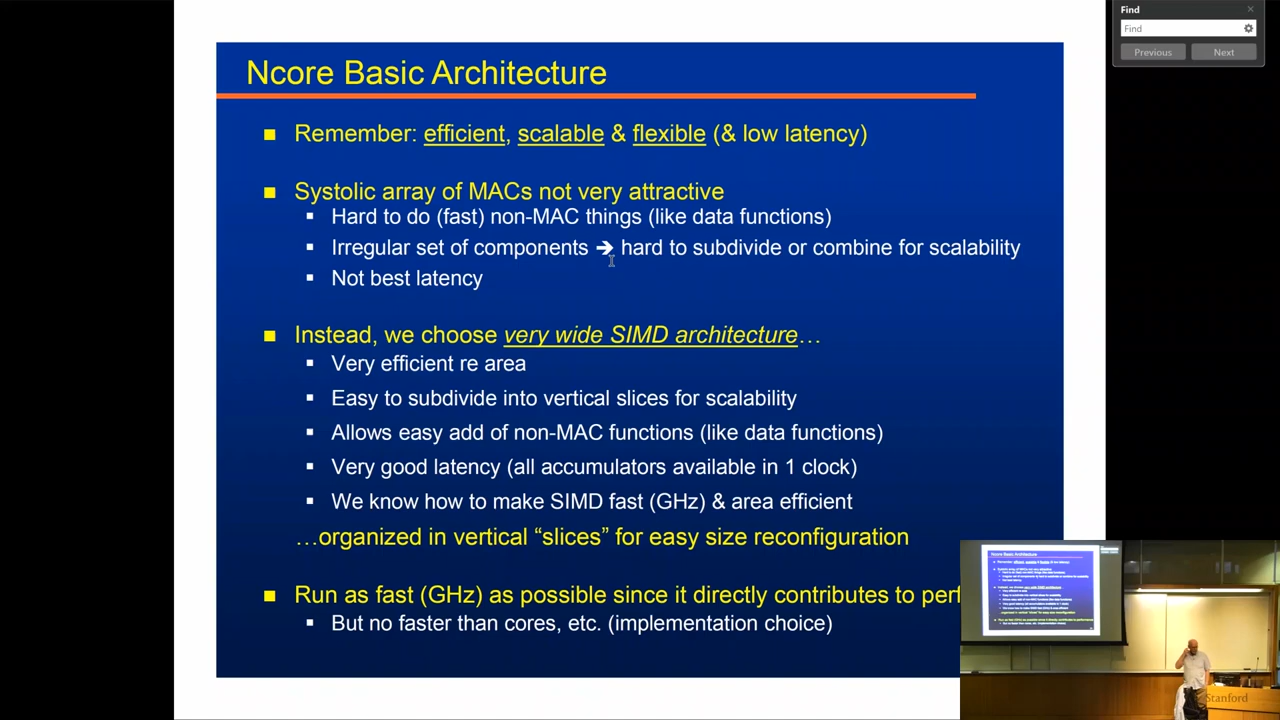 Ncore Basic Architecture
Remember: efficient, scalable & flexible (& low latency)
Systolic array of MACs not very attractive
Hard to do (fast) non-MAC things (like data functions)
Irregular set of components ➔ hard to subdivide or combine for scalability
Not best latency
Instead, we choose very wide SIMD architecture…
Very efficient re area
Easy to subdivide into vertical slices for scalability
Allows easy add of non-MAC functions (like data functions)
Very good latency (all accumulators available in 1 clock)
We know how to make SIMD fast (GHz) & area efficient
…organized in vertical “slices” for easy size reconfiguration
Run as fast (GHz) as possible since it directly contributes to perf
But no faster than cores, etc. (implementation choice)
Find
Find
Previous
Next
Ncore Basic Architecture
Stanford